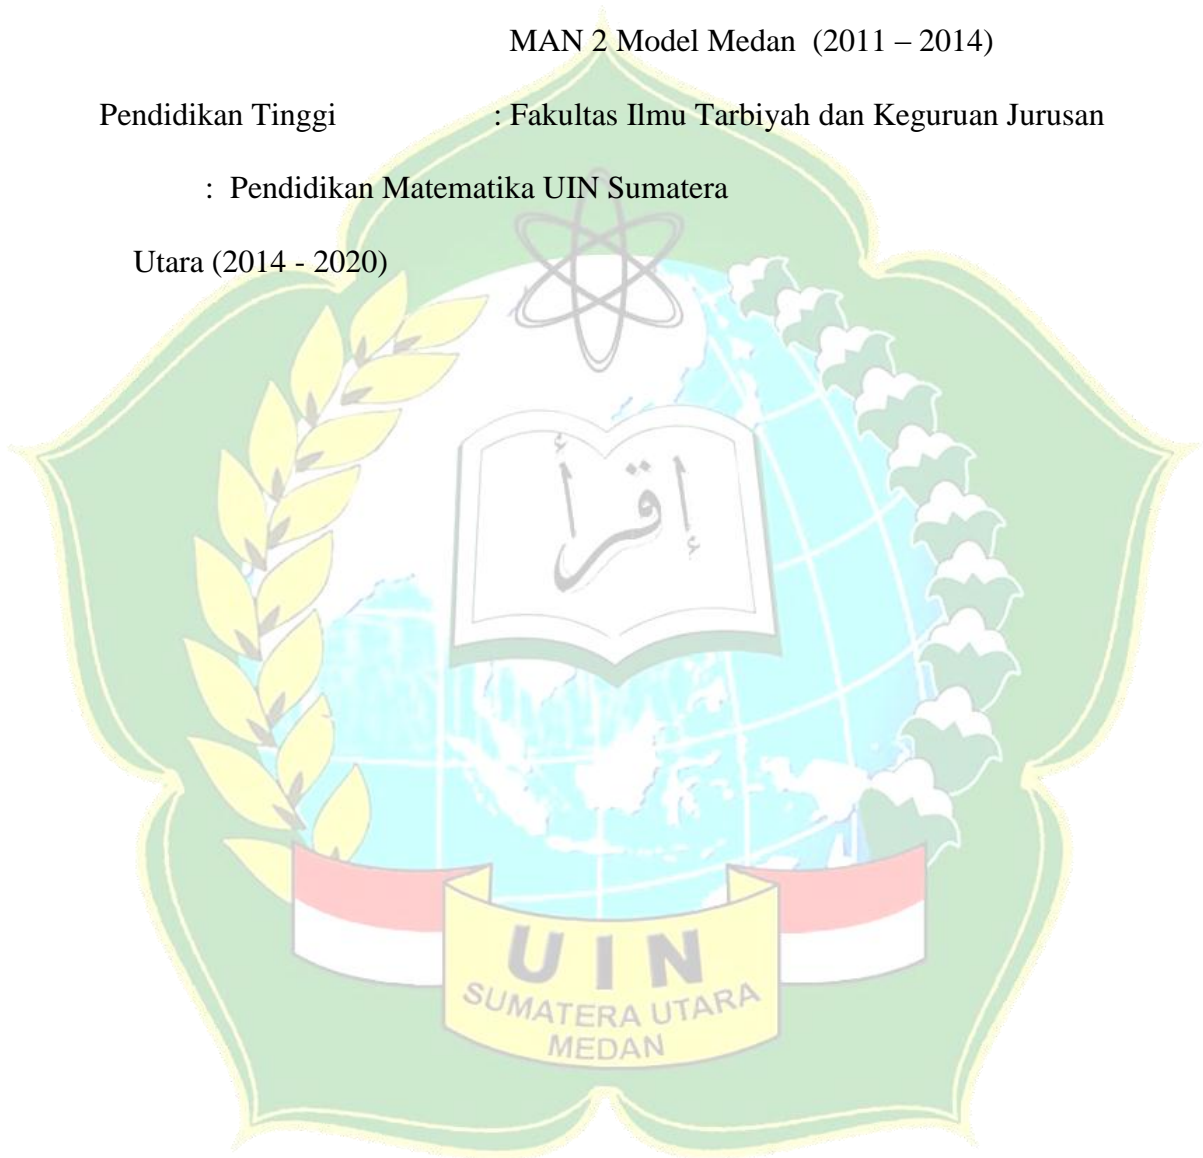 MAN 2 Model Medan (2011 – 2014)
Pendidikan Tinggi : Fakultas Ilmu Tarbiyah dan Keguruan Jurusan
: Pendidikan Matematika UIN Sumatera
Utara (2014 - 2020)
إقرأ
UIN
SUMATERA UTARA
MEDAN